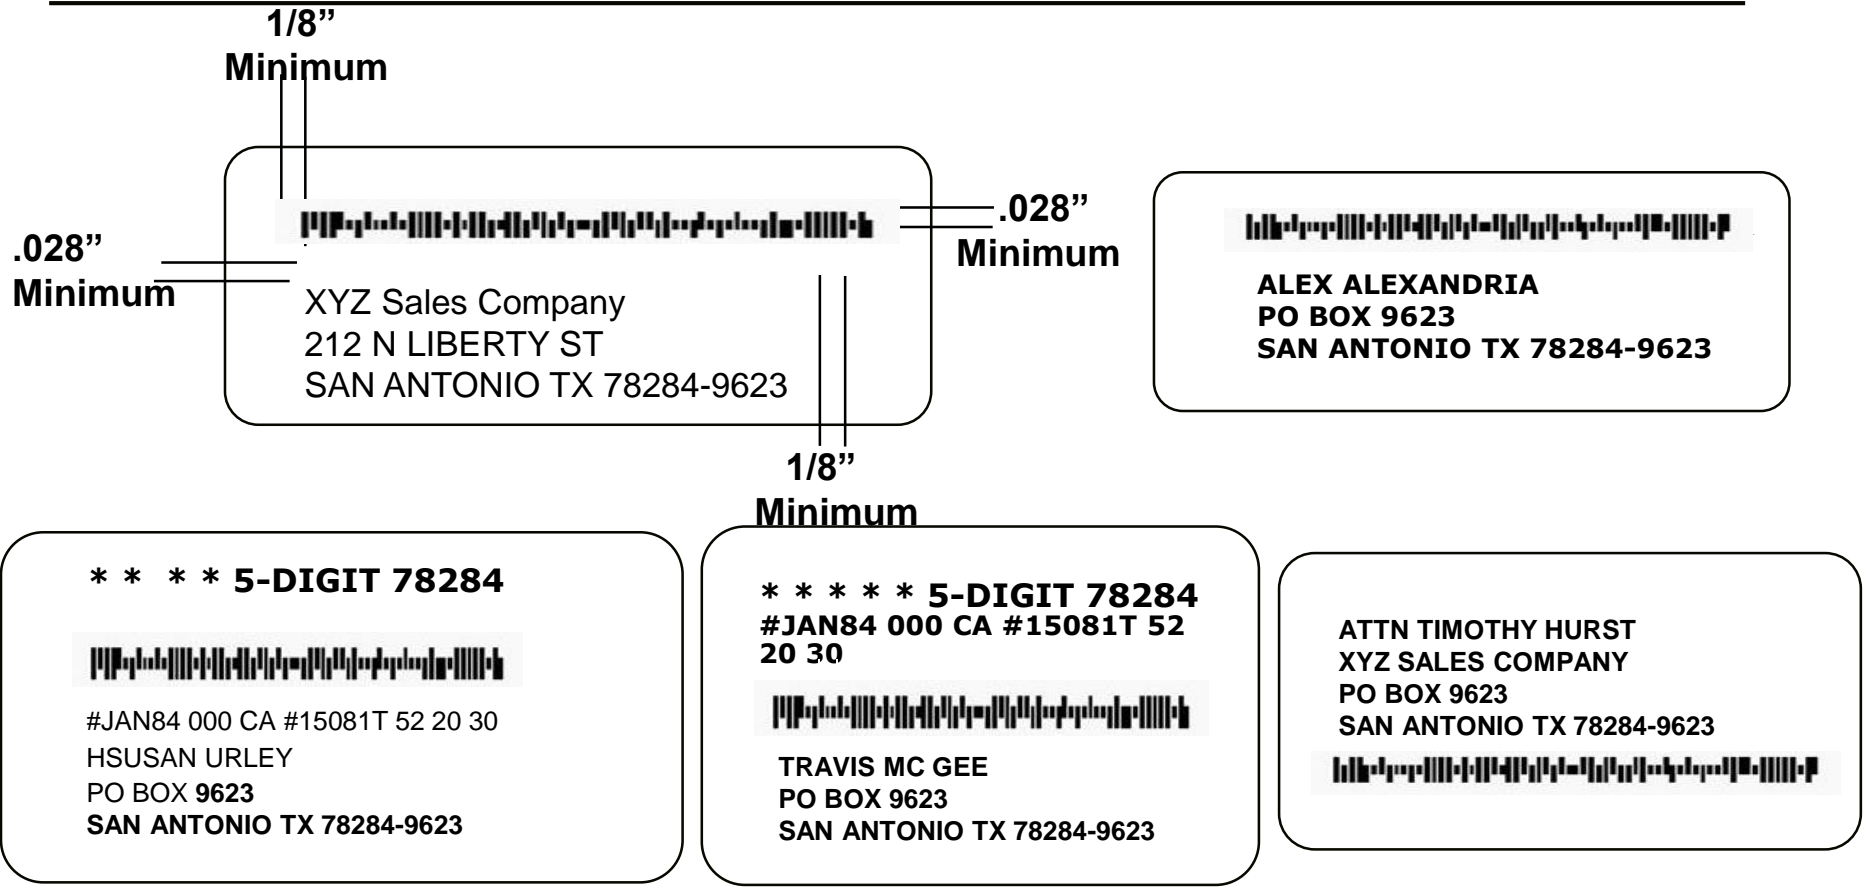 1/8”
Minimum
.028”
Minimum
.028”
Minimum
XYZ Sales Company
212 N LIBERTY ST
SAN ANTONIO TX 78284-9623
1/8”
Minimum
ALEX ALEXANDRIA
PO BOX 9623
SAN ANTONIO TX 78284-9623
* * * * 5-DIGIT 78284
#JAN84 000 CA #15081T 52 20 30
HSUSAN URLEY
PO BOX 9623
SAN ANTONIO TX 78284-9623
* * * * * 5-DIGIT 78284
#JAN84 000 CA #15081T 52
20 30
TRAVIS MC GEE
PO BOX 9623
SAN ANTONIO TX 78284-9623
ATTN TIMOTHY HURST
XYZ SALES COMPANY
PO BOX 9623
SAN ANTONIO TX 78284-9623